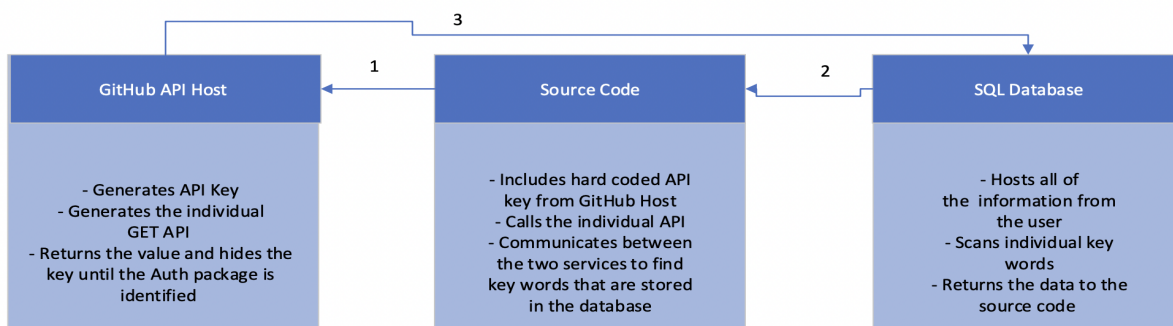 3
1
2
GitHub API Host
Source Code
SQL Database
- Generates API Key
- Generates the individual
GET API
- Returns the value and hides the
key until the Auth package is
identified
- Includes hard coded API
key from GitHub Host
- Calls the individual API
- Communicates between
the two services to find
key words that are stored
in the database
- Hosts all of
the information from
the user
- Scans individual key
words
- Returns the data to the
source code